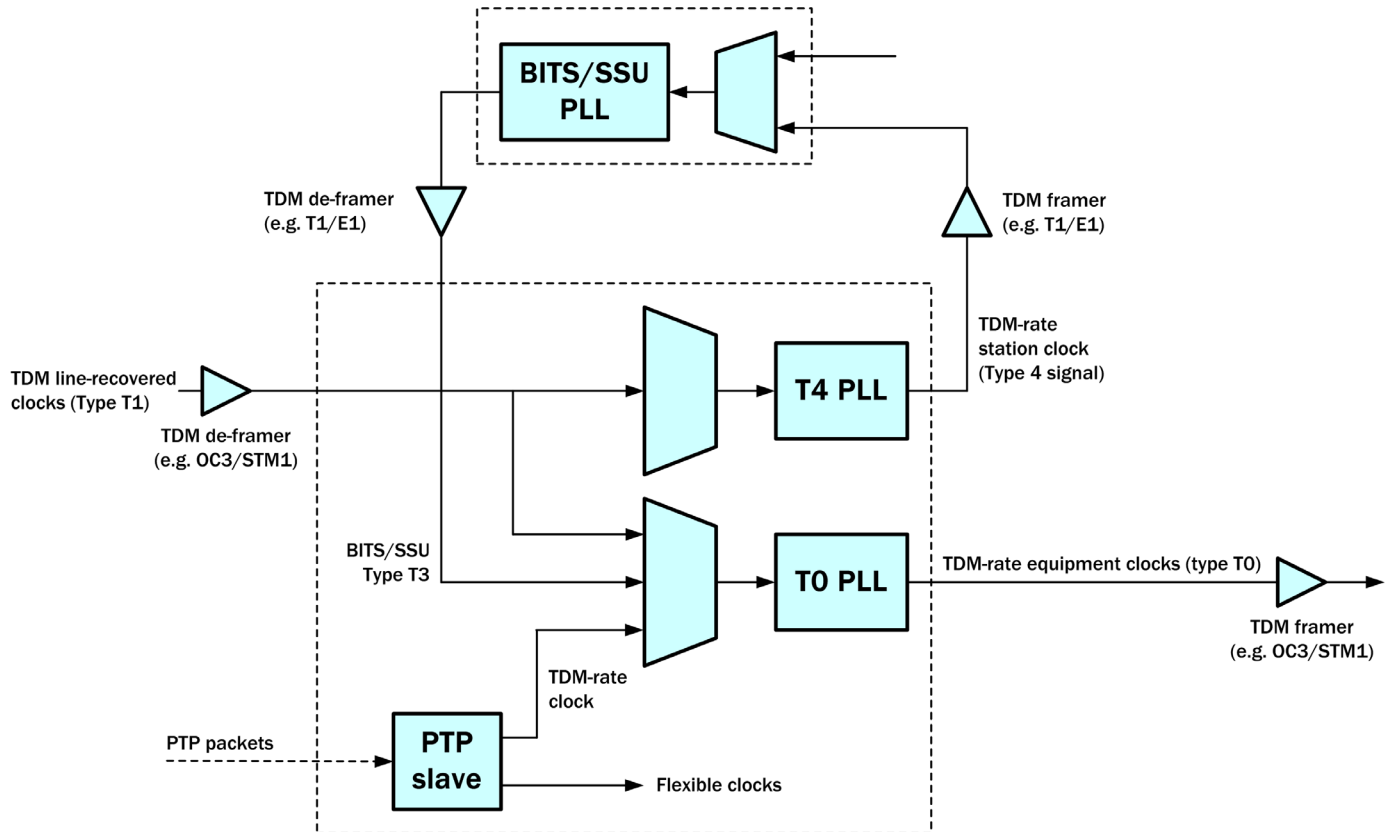 BITS/SSU
PLL
TDM de-framer
(e.g. T1/E1)
TDM framer
(e.g. T1/E1)
TDM-rate
station clock
(Type 4 signal)
TDM line-recovered
clocks (Type T1)
T4 PLL
TDM de-framer
(e.g. OC3/STM1)
BITS/SSU
Type T3
T0 PLL
TDM-rate equipment clocks (type T0)
TDM framer
(e.g. OC3/STM1)
TDM-rate
clock
PTP packets
PTP
slave
Flexible clocks